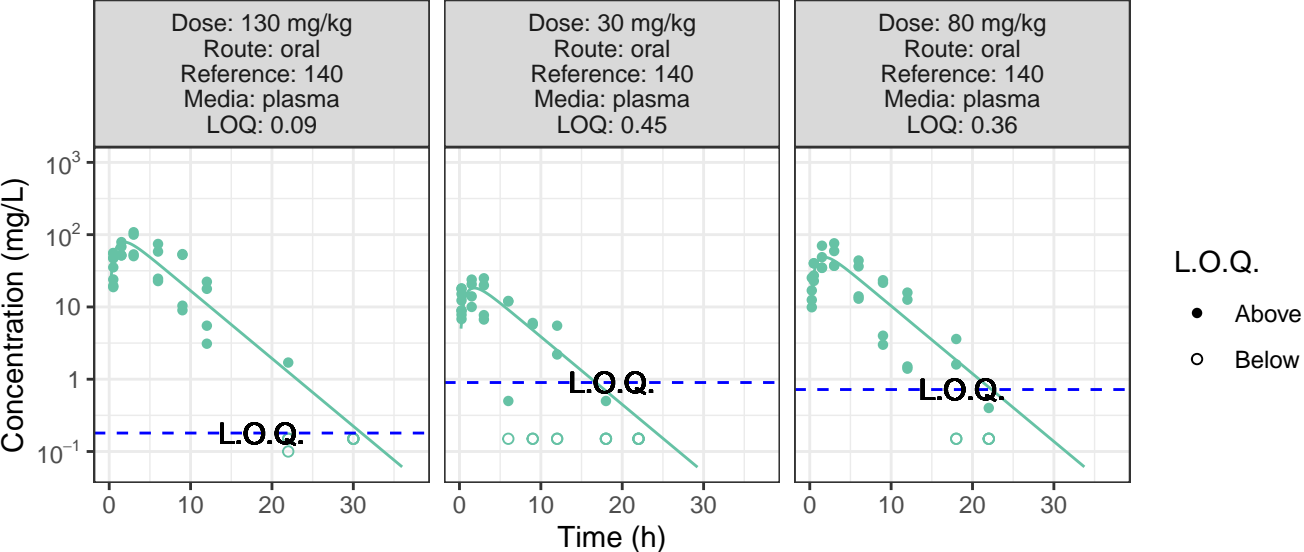 Dose: 130 mg/kg
Route: oral
Reference: 140
Media: plasma
LOQ: 0.09
Dose: 30 mg/kg
Route: oral
Reference: 140
Media: plasma
LOQ: 0.45
Dose: 80 mg/kg
Route: oral
Reference: 140
Media: plasma
LOQ: 0.36
Concentration (mg/L)
10³
10²
10
1
10⁻¹
L.O.Q.
L.O.Q.
L.O.Q.
0 10 20 30
0 10 20 30
0 10 20 30
Time (h)
L.O.Q.
Above
Below